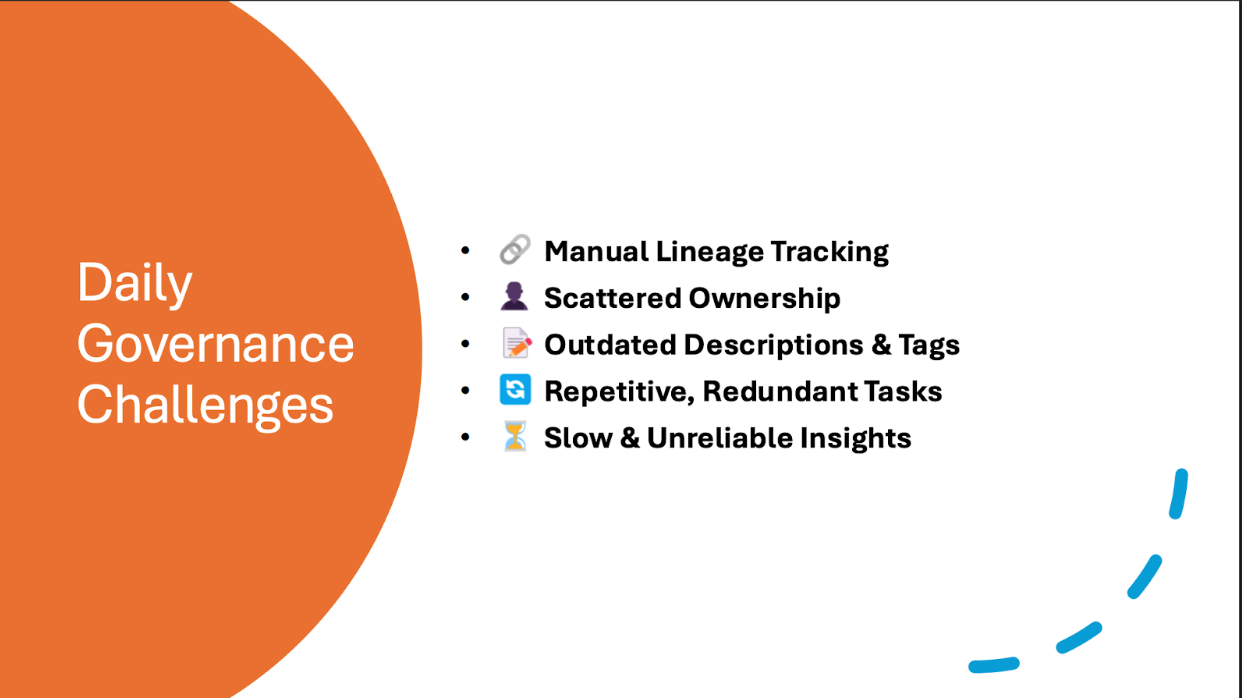 Daily
Governance
Challenges
• 🔗 Manual Lineage Tracking
• 👤 Scattered Ownership
• 📝 Outdated Descriptions & Tags
• 🔄 Repetitive, Redundant Tasks
• ⏳ Slow & Unreliable Insights